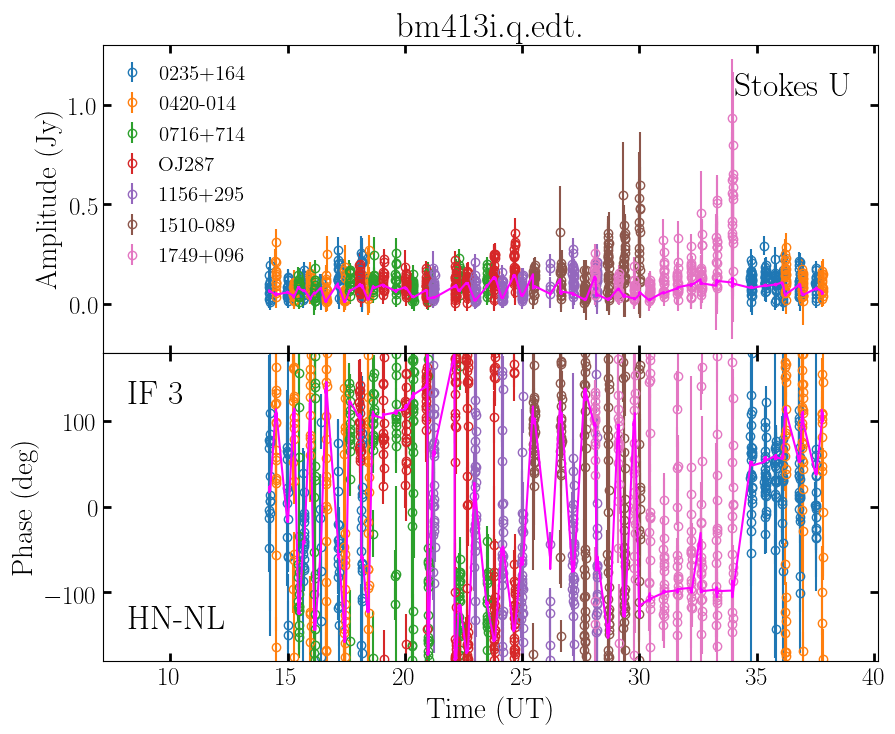 bm413i.q.edt.
Stokes U
0235+164
0420-014
0716+714
OJ287
1156+295
1510-089
1749+096
Amplitude (Jy)
1.0
0.5
0.0
IF 3
HN-NL
Phase (deg)
100
0
−100
10 15 20 25 30 35 40
Time (UT)